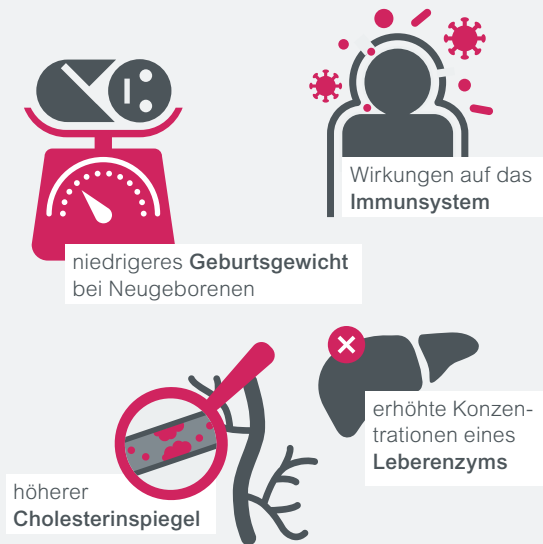 Wirkungen auf das
Immunsystem
niedrigeres Geburtsgewicht
bei Neugeborenen
erhöhte Konzen-
trationen eines
Leberenzyms
höherer
Cholesterinspiegel